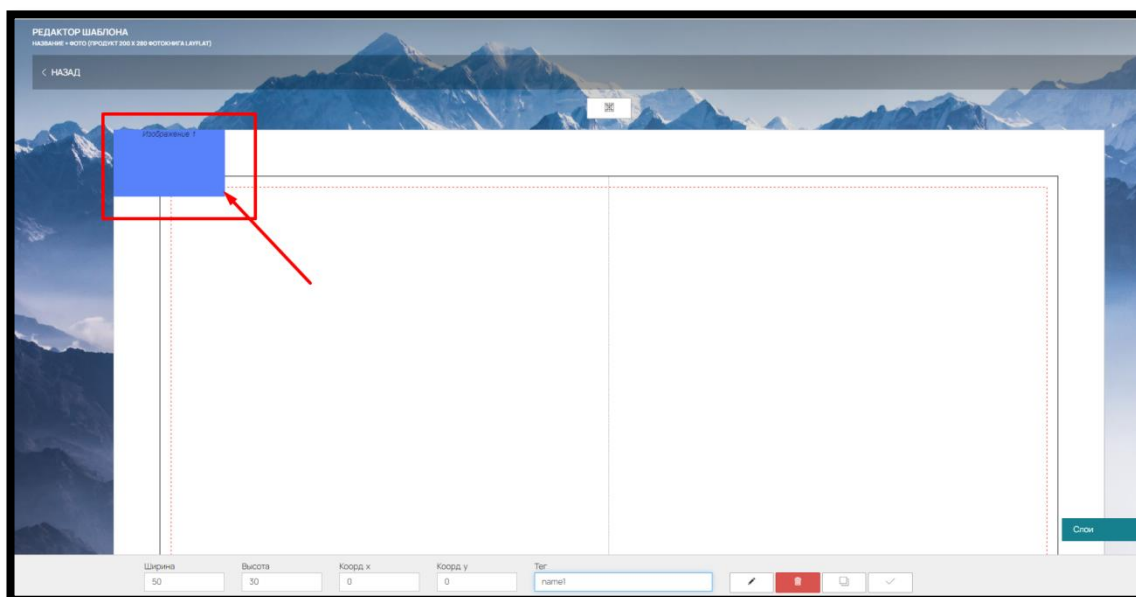 РЕДАКТОР ШАБЛОНА
НАЗВАНИЕ > ФОТО (ПРОДУКТ 200 X 280 ФОТОКНИГА LAYFLAT)
< НАЗАД
Изображение 1
Слои
Ширина Высота Коорд x Коорд y Тег
50 30 0 0 name1